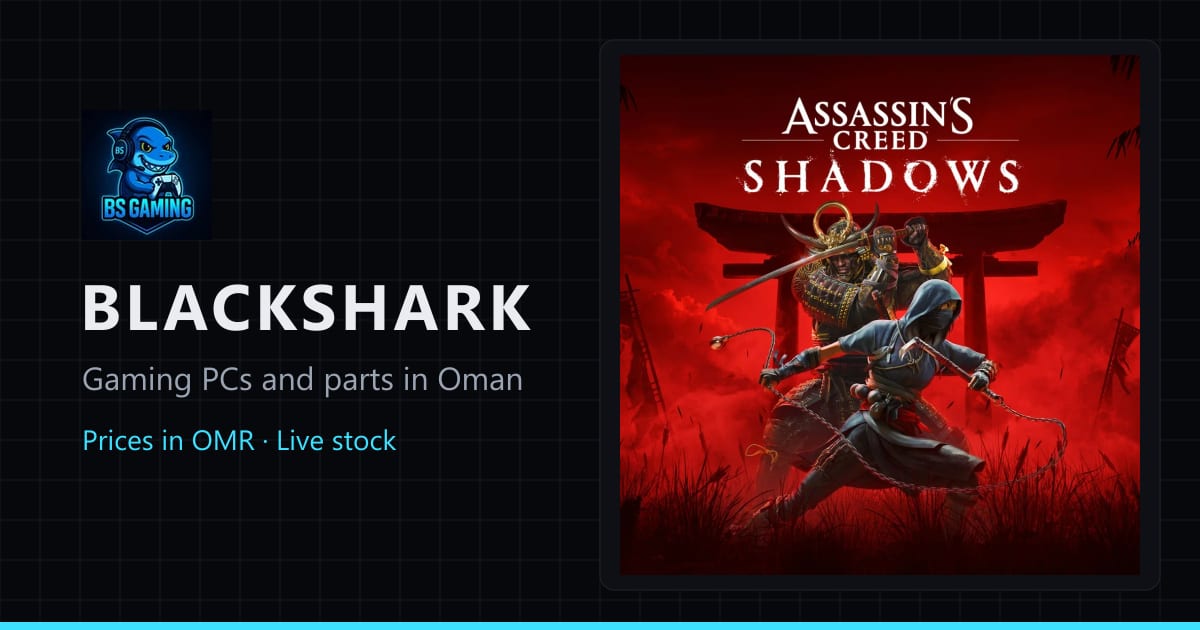 BS
BS GAMING
BLACKSHARK
Gaming PCs and parts in Oman
Prices in OMR · Live stock
ASSASSIN'S
CREED
SHADOWS